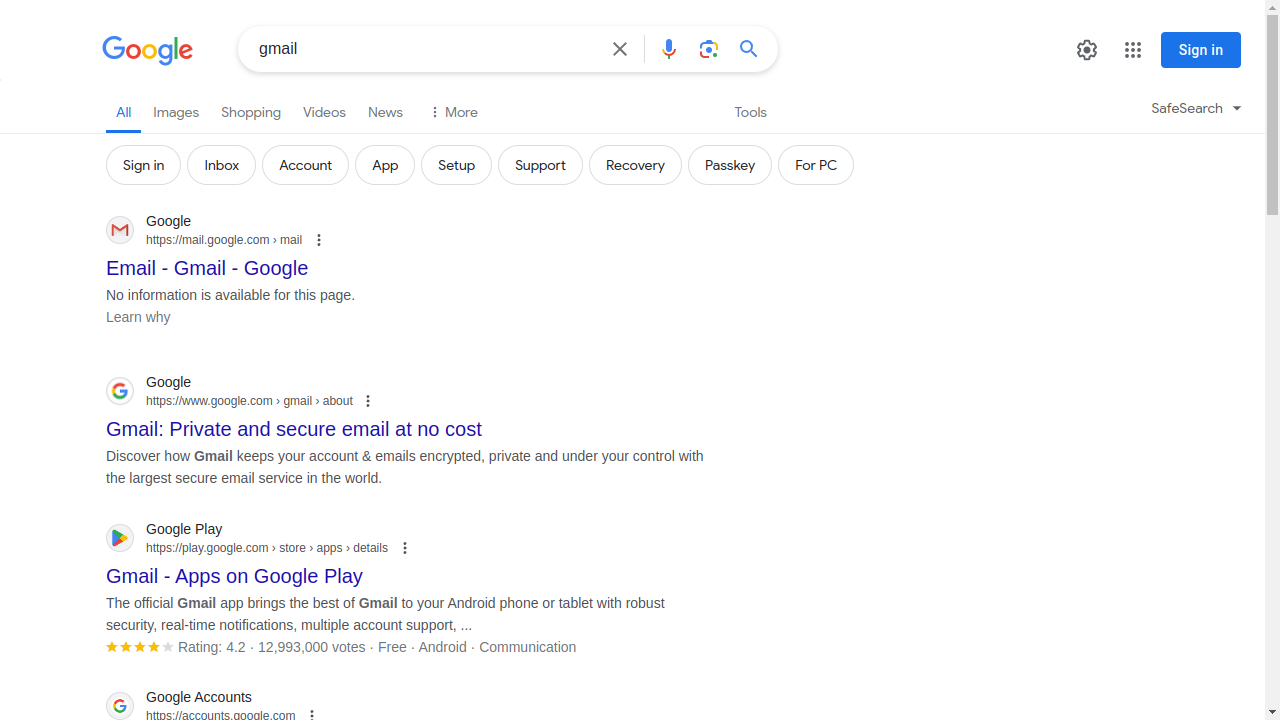 Google
gmail
Sign in
All
Images
Shopping
Videos
News
More
Tools
SafeSearch
Sign in
Inbox
Account
App
Setup
Support
Recovery
Passkey
For PC
Google
https://mail.google.com › mail
Email - Gmail - Google
No information is available for this page.
Learn why
Google
https://www.google.com › gmail › about
Gmail: Private and secure email at no cost
Discover how Gmail keeps your account & emails encrypted, private and under your control with
the largest secure email service in the world.
Google Play
https://play.google.com › store › apps › details
Gmail - Apps on Google Play
The official Gmail app brings the best of Gmail to your Android phone or tablet with robust
security, real-time notifications, multiple account support, ...
Rating: 4.2 · 12,993,000 votes · Free · Android · Communication
Google Accounts
https://accounts.google.com